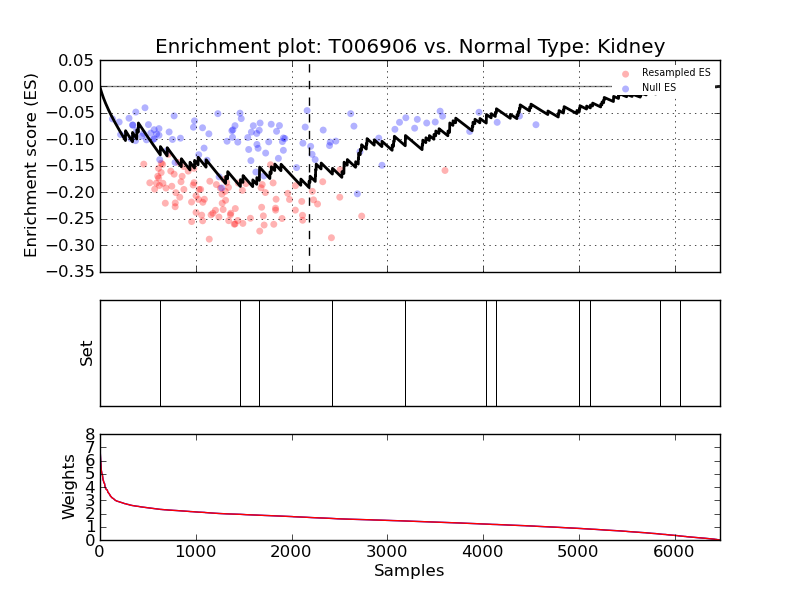 Enrichment plot: T006906 vs. Normal Type: Kidney
Enrichment score (ES)
0.05
0.00
−0.05
−0.10
−0.15
−0.20
−0.25
−0.30
−0.35
Resampled ES
Null ES
Set
Weights
8
7
6
5
4
3
2
1
0
0 1000 2000 3000 4000 5000 6000
Samples